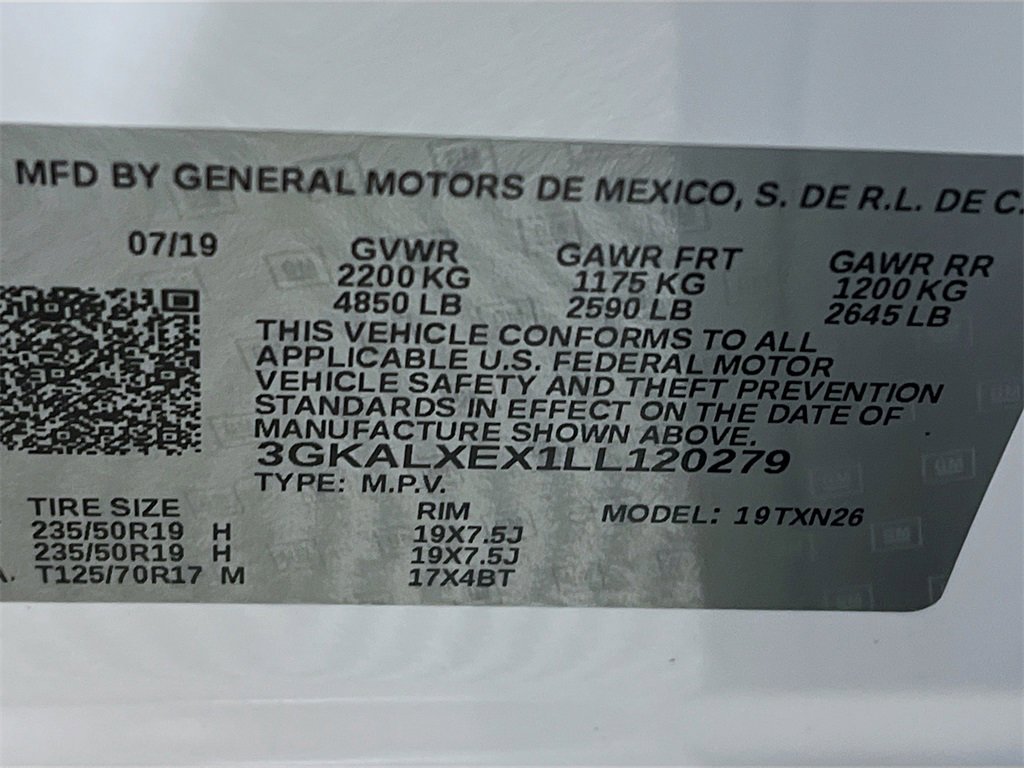 MFD BY GENERAL MOTORS DE MEXICO, S. DE R.L. DE C.
07/19 GVWR GAWR FRT GAWR RR
2200 KG 1175 KG 1200 KG
4850 LB 2590 LB 2645 LB
THIS VEHICLE CONFORMS TO ALL
APPLICABLE U.S. FEDERAL MOTOR
VEHICLE SAFETY AND THEFT PREVENTION
STANDARDS IN EFFECT ON THE DATE OF
MANUFACTURE SHOWN ABOVE.
3GKALXEX1LL120279
TYPE: M.P.V.
TIRE SIZE RIM MODEL: 19TXN26
235/50R19 H 19X7.5J
235/50R19 H 19X7.5J
T125/70R17 M 17X4BT